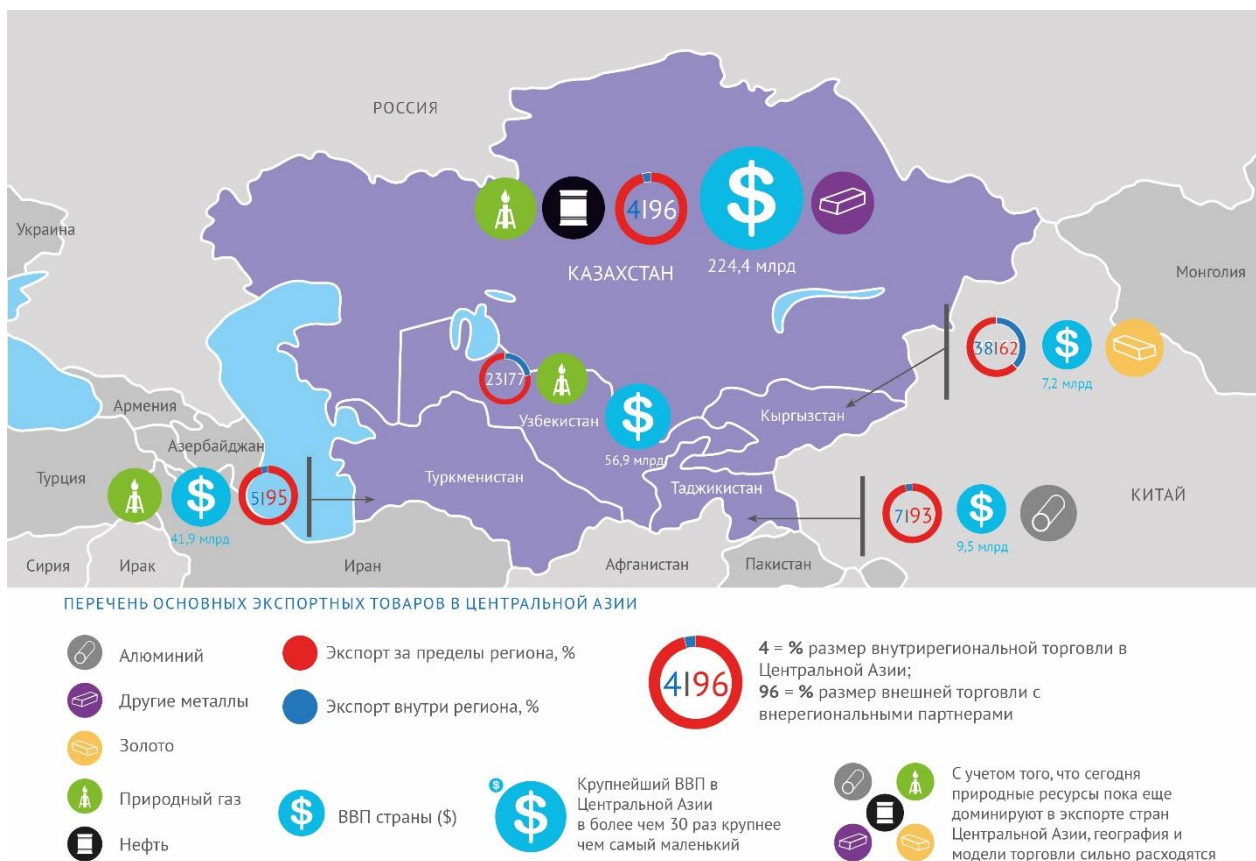 РОССИЯ
Украина
4|96
КАЗАХСТАН
224,4 млрд
Монголия
38|62
7,2 млрд
23|77
Узбекистан
56,9 млрд
Кыргызстан
Армения
Азербайджан
Турция
5|95
41,9 млрд
Туркменистан
Таджикистан
7|93
9,5 млрд
КИТАЙ
Сирия
Ирак
Иран
Афганистан
Пакистан
ПЕРЕЧЕНЬ ОСНОВНЫХ ЭКСПОРТНЫХ ТОВАРОВ В ЦЕНТРАЛЬНОЙ АЗИИ
Алюминий
Другие металлы
Золото
Природный газ
Нефть
Экспорт за пределы региона, %
Экспорт внутри региона, %
ВВП страны ($)
Крупнейший ВВП в
Центральной Азии
в более чем 30 раз крупнее
чем самый маленький
4|96
4 = % размер внутрирегиональной торговли в
Центральной Азии;
96 = % размер внешней торговли с
внерегиональными партнерами
С учетом того, что сегодня
природные ресурсы пока еще
доминируют в экспорте стран
Центральной Азии, география и
модели торговли сильно расходятся